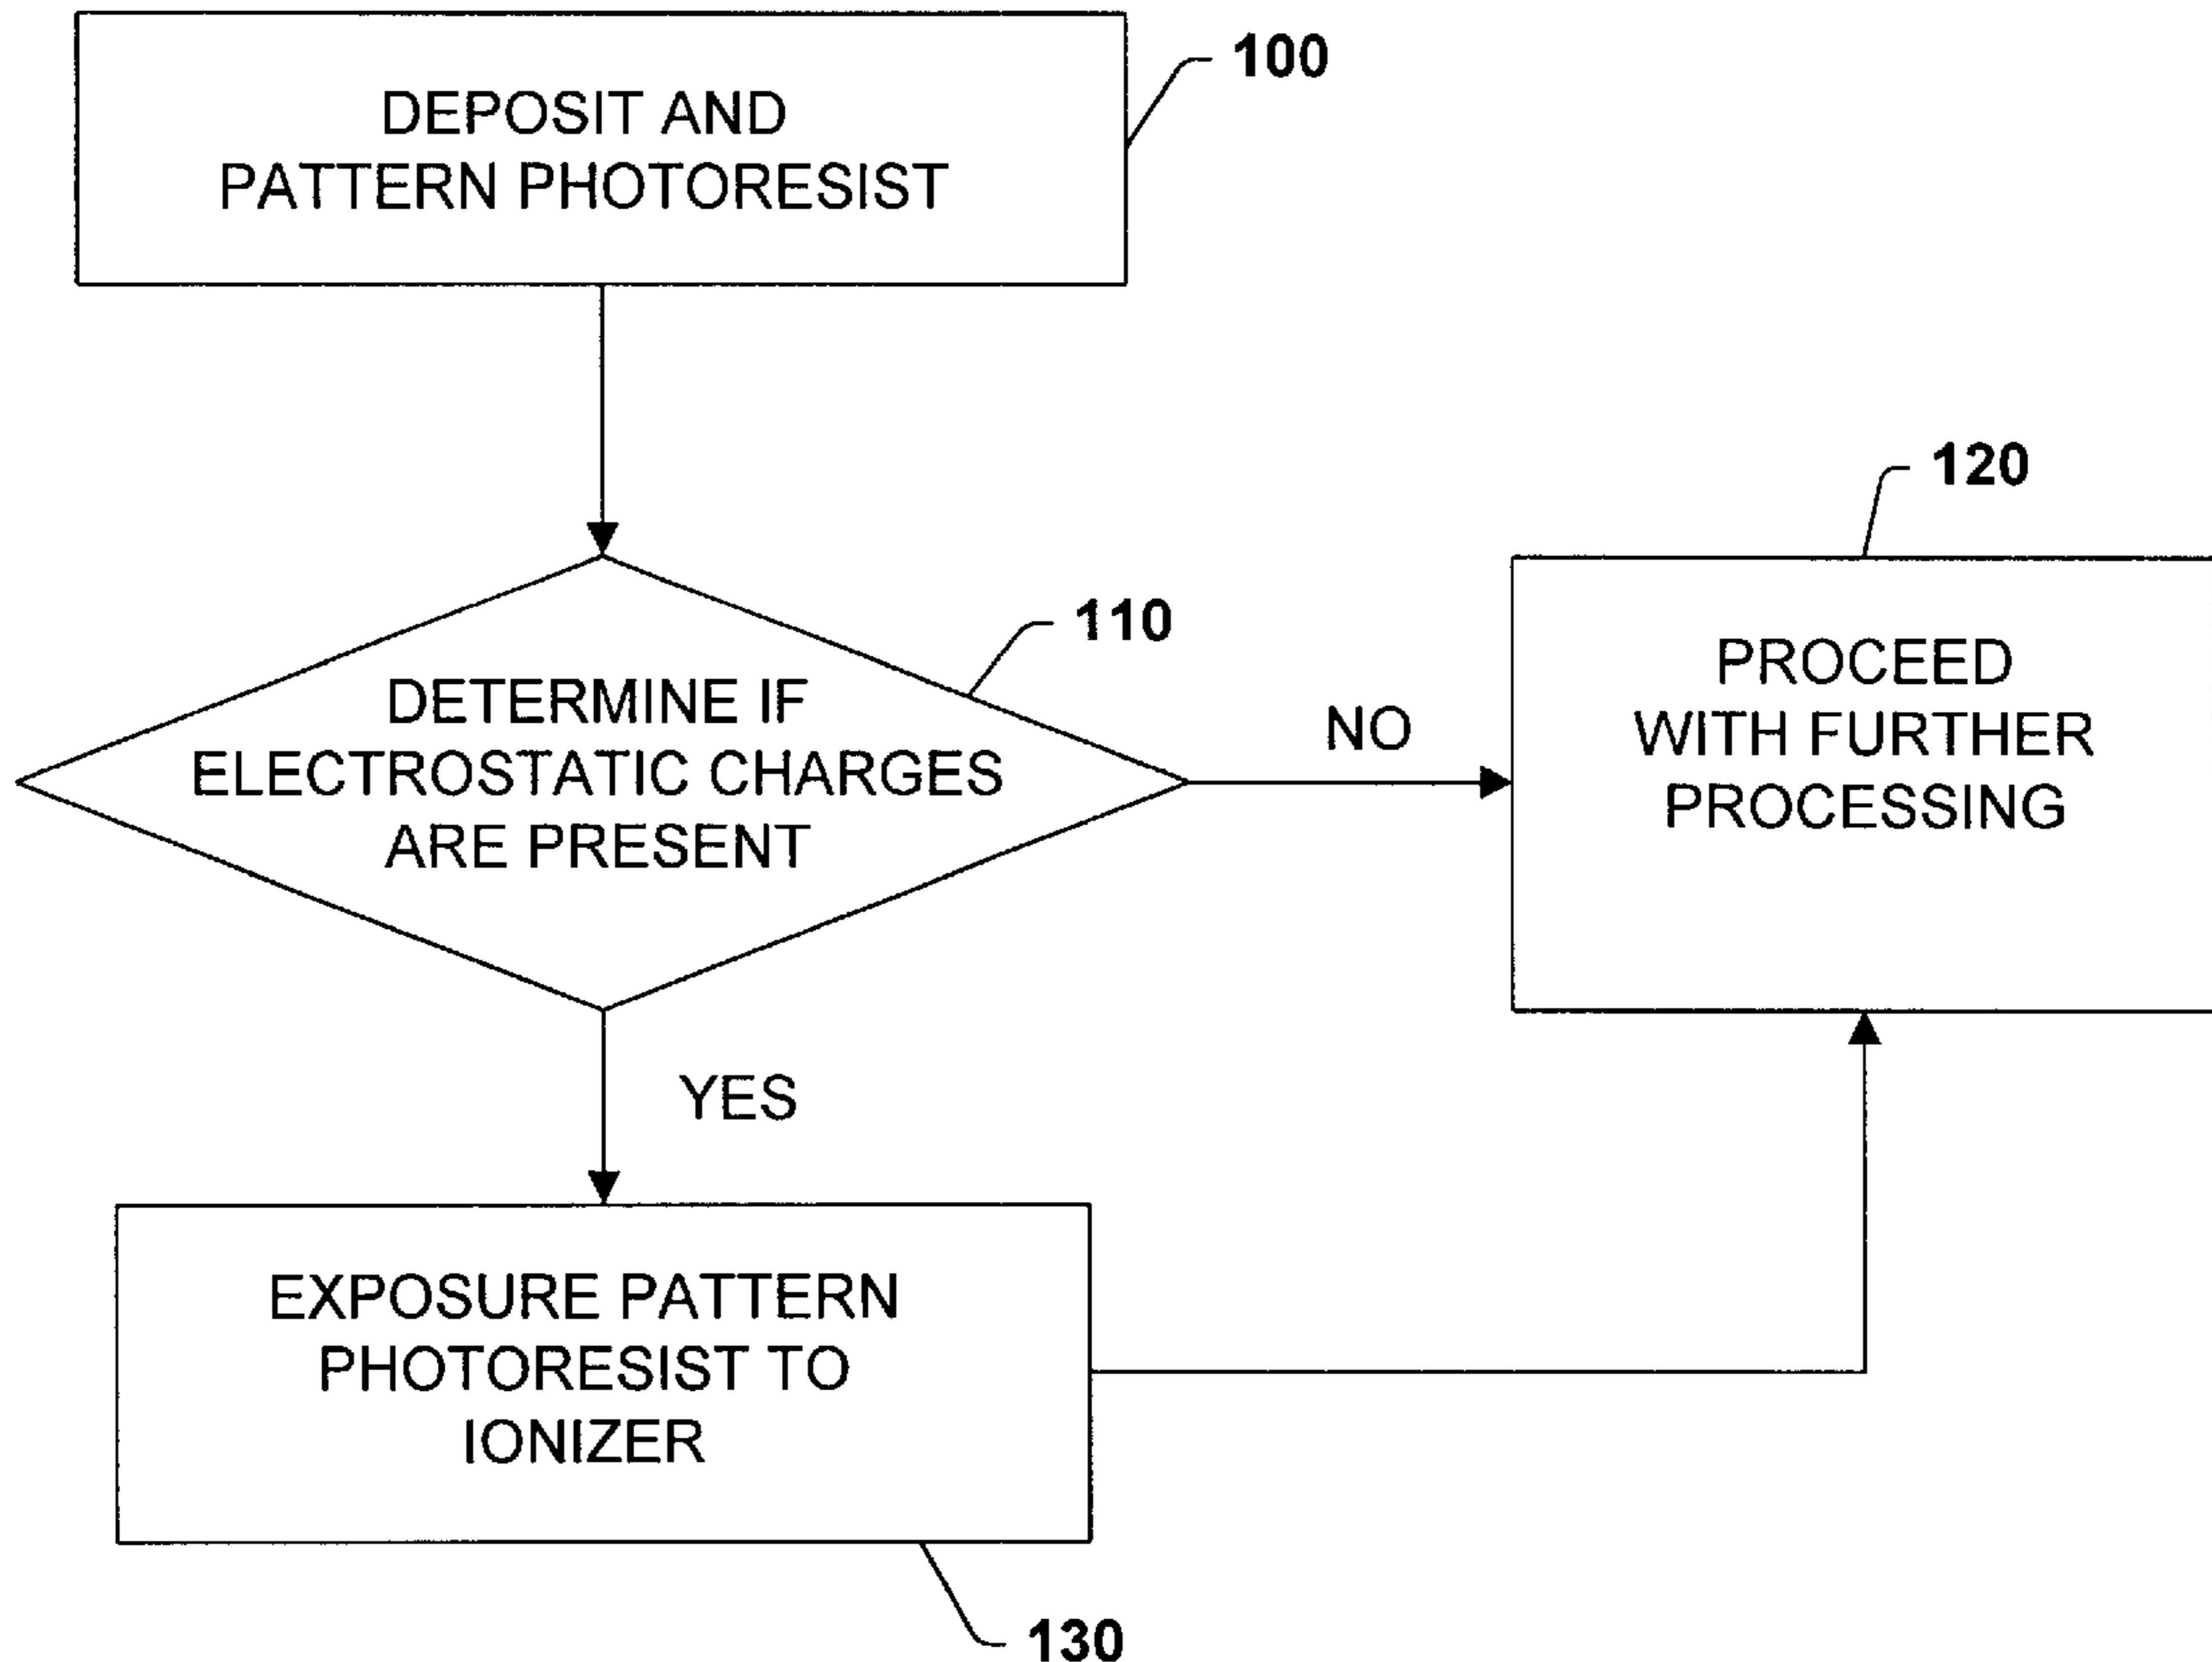 100
DEPOSIT AND
PATTERN PHOTORESIST
110
DETERMINE IF
ELECTROSTATIC CHARGES
ARE PRESENT
NO
120
PROCEED
WITH FURTHER
PROCESSING
YES
EXPOSURE PATTERN
PHOTORESIST TO
IONIZER
130